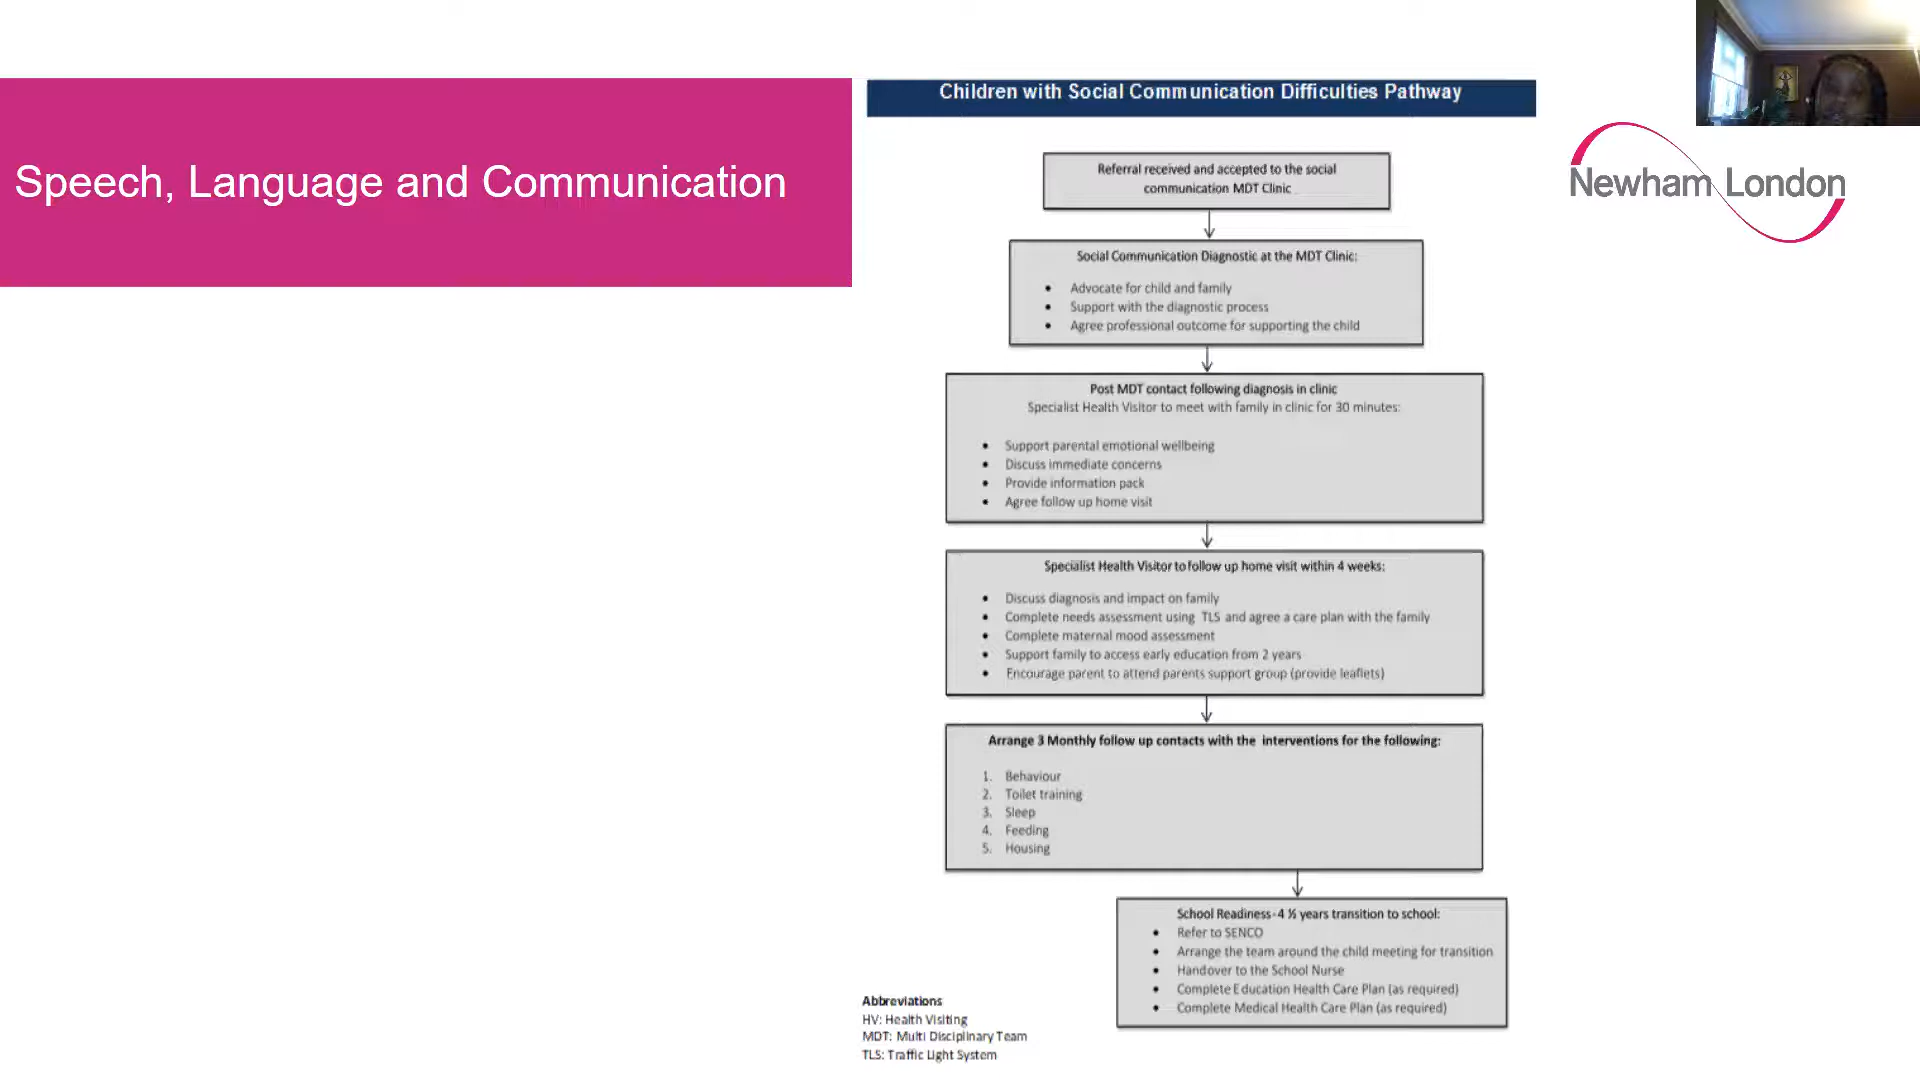 Speech, Language and Communication
Children with Social Communication Difficulties Pathway
Newham London
Referral received and accepted to the social
communication MDT Clinic
Social Communication Diagnostic at the MDT Clinic:
• Advocate for child and family
• Support with the diagnostic process
• Agree professional outcome for supporting the child
Post MDT contact following diagnosis in clinic
Specialist Health Visitor to meet with family in clinic for 30 minutes:
• Support parental emotional wellbeing
• Discuss immediate concerns
• Provide information pack
• Agree follow up home visit
Specialist Health Visitor to follow up home visit within 4 weeks:
• Discuss diagnosis and impact on family
• Complete needs assessment using TLS and agree a care plan with the family
• Complete maternal mood assessment
• Support family to access early education from 2 years
• Encourage parent to attend parents support group (provide leaflets)
Arrange 3 Monthly follow up contacts with the interventions for the following:
1. Behaviour
2. Toilet training
3. Sleep
4. Feeding
5. Housing
School Readiness - 4 ½ years transition to school:
• Refer to SENCO
• Arrange the team around the child meeting for transition
• Handover to the School Nurse
• Complete Education Health Care Plan (as required)
• Complete Medical Health Care Plan (as required)
Abbreviations
HV: Health Visiting
MDT: Multi Disciplinary Team
TLS: Traffic Light System